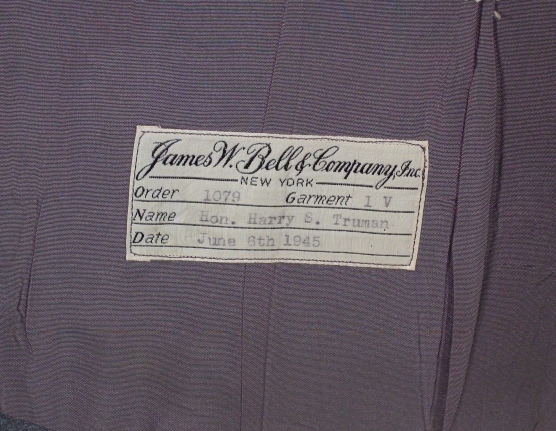 James W. Bell & Company, Inc.
NEW YORK
Order 1079 Garment 1 V
Name Hon. Harry S. Truman
Date June 6th 1945